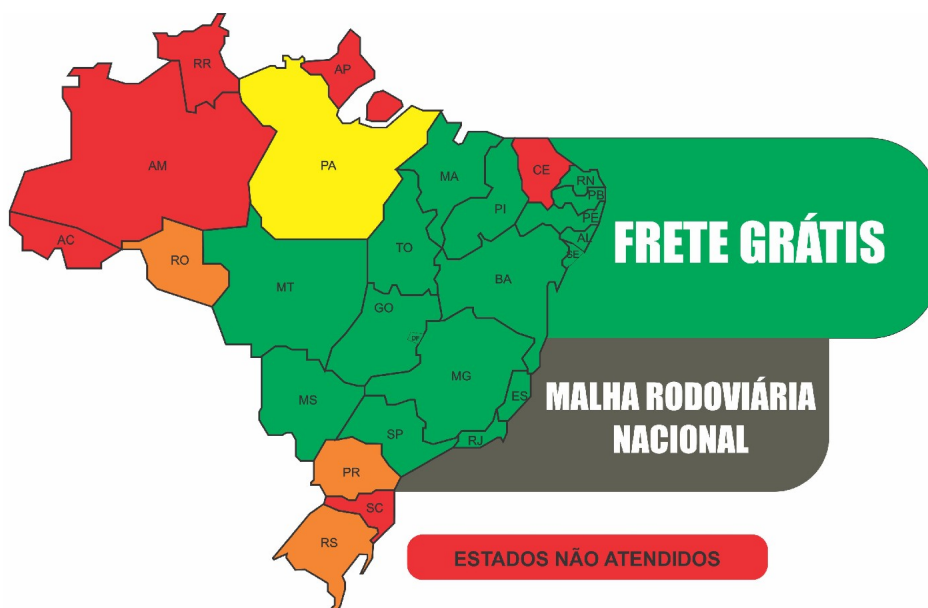 RR
AP
AM
PA
MA
CE
RN
PB
PI
PE
AL
SE
AC
RO
TO
BA
MT
GO
DF
MG
MS
ES
SP
RJ
PR
SC
RS
FRETE GRÁTIS
MALHA RODOVIÁRIA
NACIONAL
ESTADOS NÃO ATENDIDOS